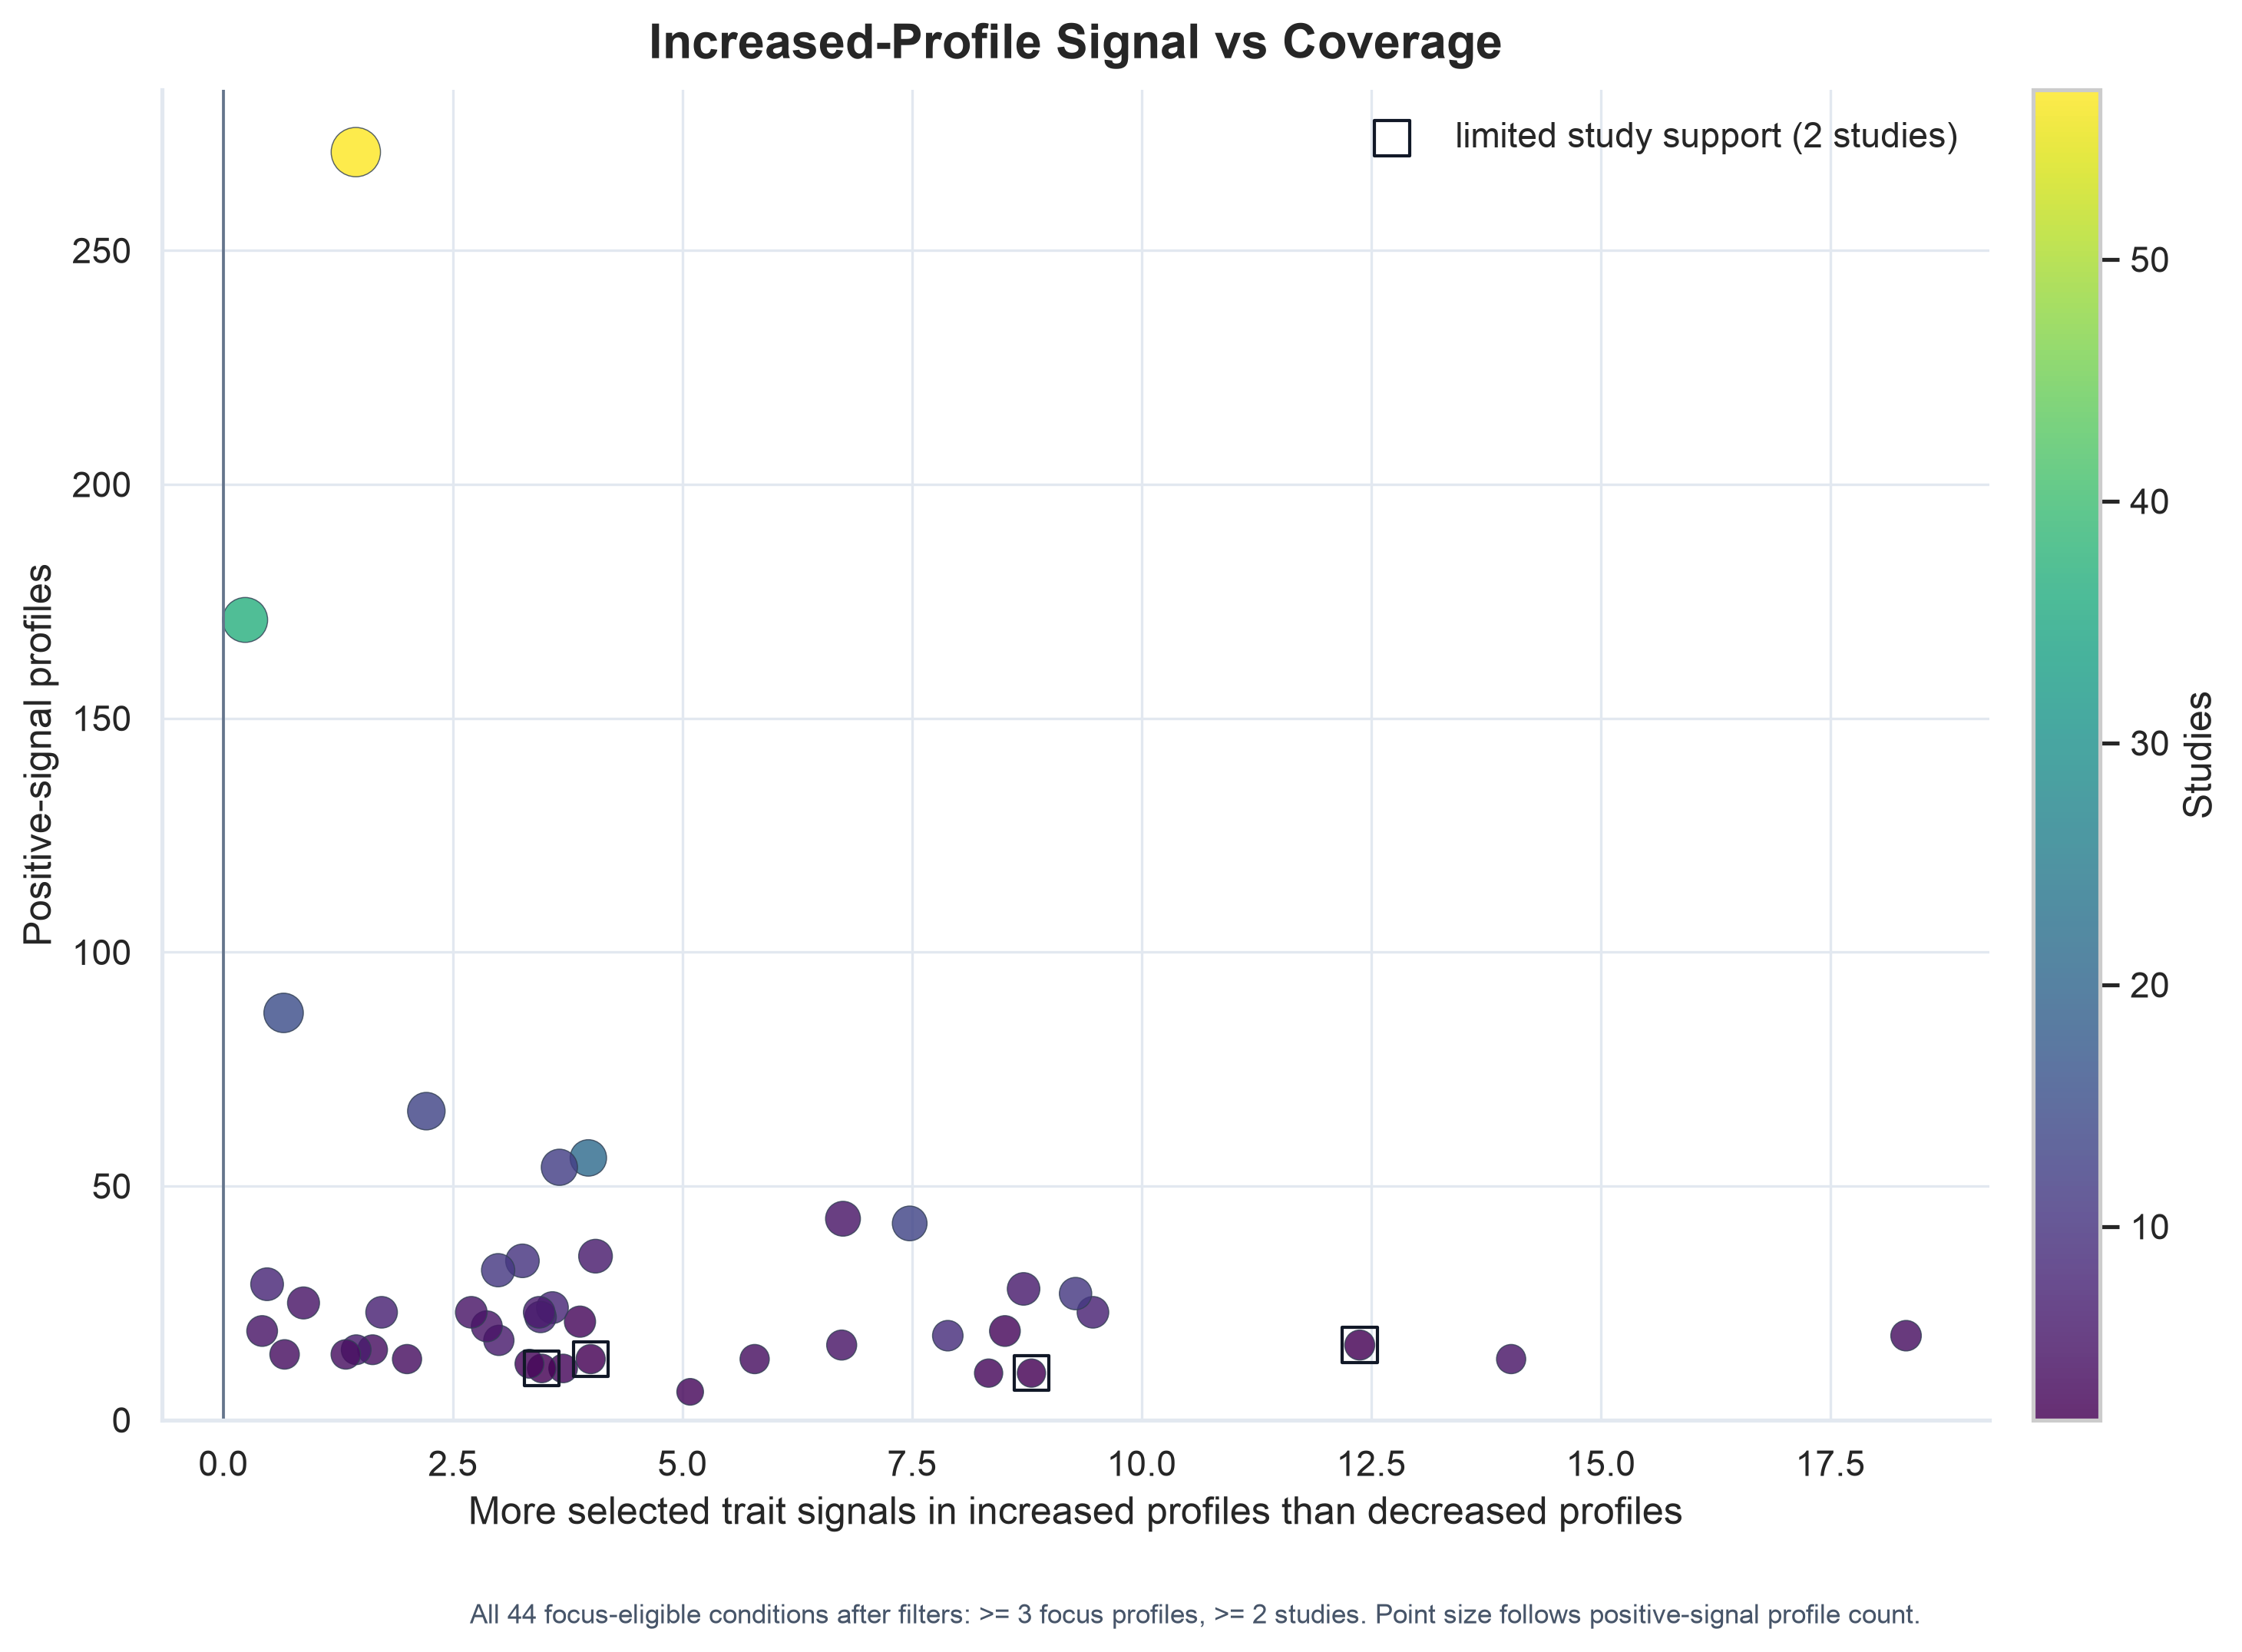 Increased-Profile Signal vs Coverage
limited study support (2 studies)
Positive-signal profiles
250
200
150
100
50
0
0.0 2.5 5.0 7.5 10.0 12.5 15.0 17.5
More selected trait signals in increased profiles than decreased profiles
50
40
30
20
10
Studies
All 44 focus-eligible conditions after filters: >= 3 focus profiles, >= 2 studies. Point size follows positive-signal profile count.